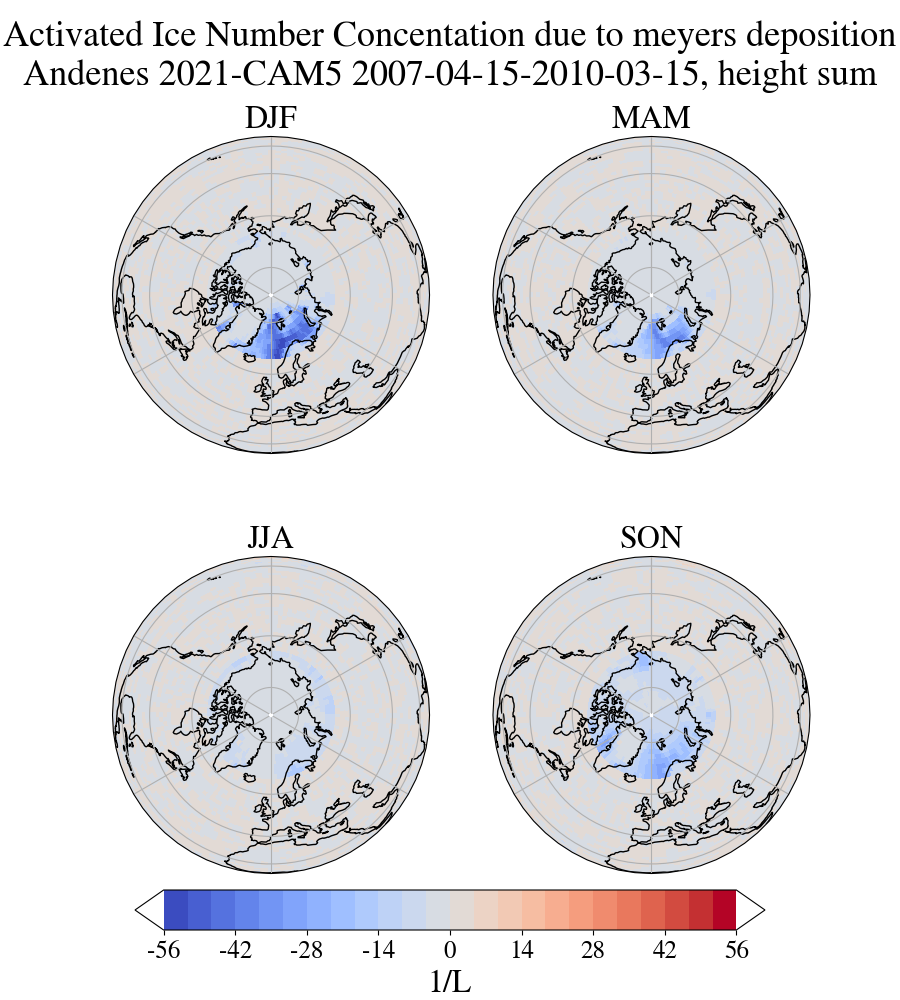 Activated Ice Number Concentation due to meyers deposition
Andenes 2021-CAM5 2007-04-15-2010-03-15, height sum
DJF
MAM
JJA
SON
-56 -42 -28 -14 0 14 28 42 56
1/L